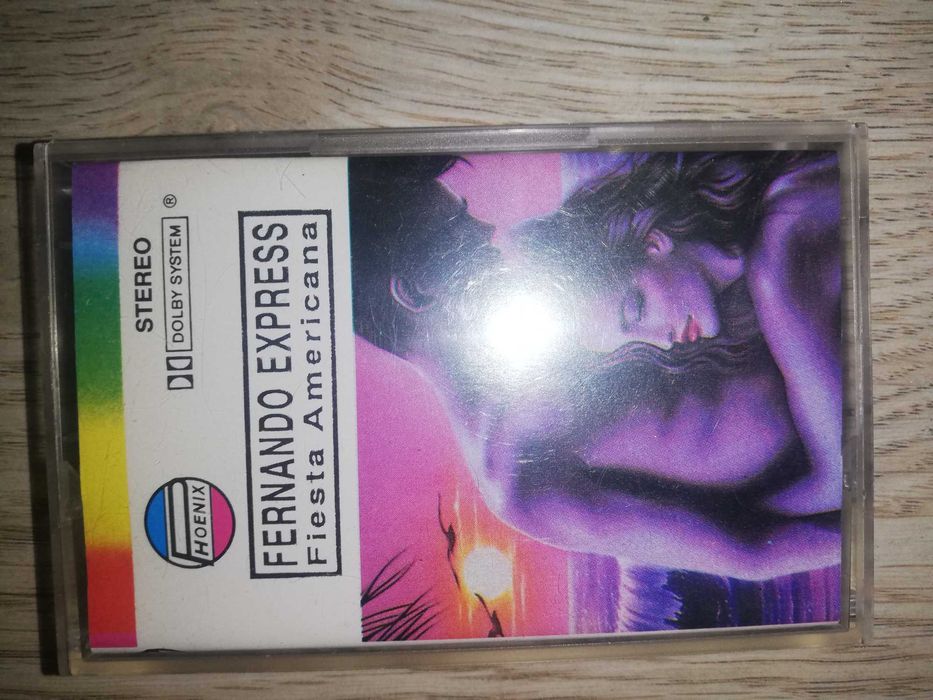 STEREO
DOLBY SYSTEM ®
PHOENIX
FERNANDO EXPRESS
Fiesta Americana